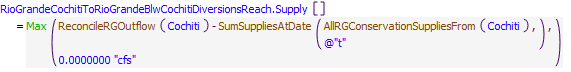 RioGrandeCochitiToRioGrandeBlwCochitiDiversionsReach.Supply []
= Max ( ReconcileRGOutflow ( Cochiti ) - SumSuppliesAtDate ( AllRGConservationSuppliesFrom ( Cochiti ) , ) ,
@"t"
0.0000000 "cfs" )